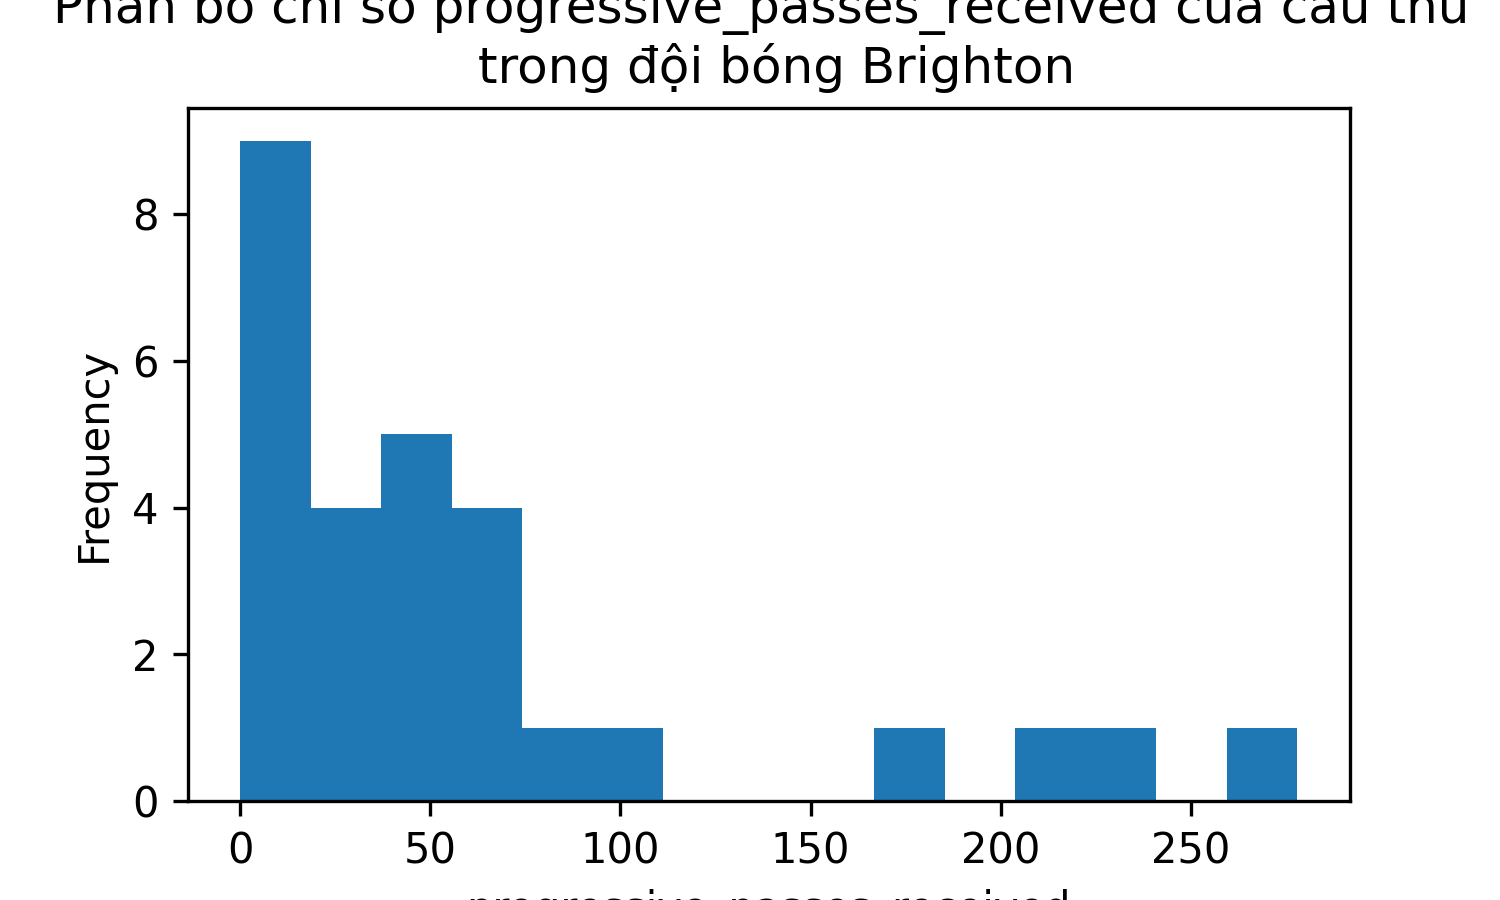 Phân bố chỉ số progressive_passes_received của cầu thủ
trong đội bóng Brighton
Frequency
8
6
4
2
0
0 50 100 150 200 250
progressive_passes_received